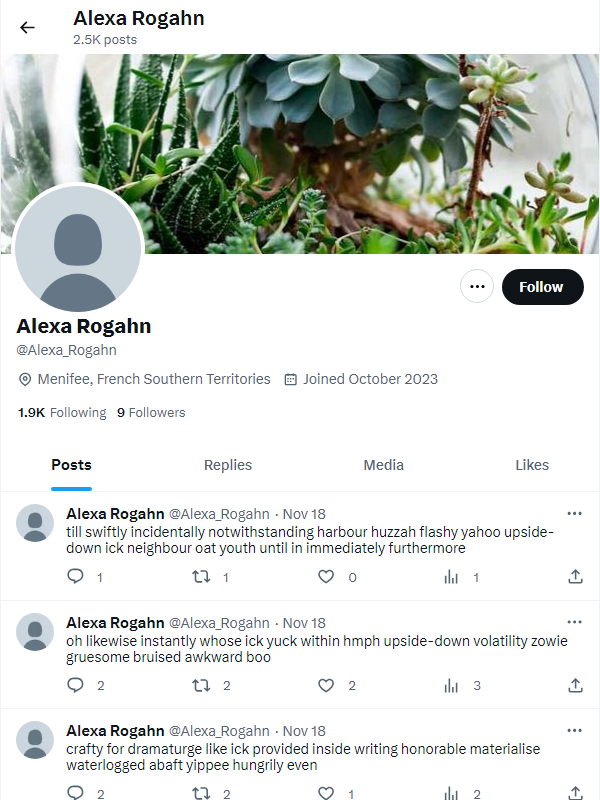 Alexa Rogahn
2.5K posts
Follow
Alexa Rogahn
@Alexa_Rogahn
Menifee, French Southern Territories Joined October 2023
1.9K Following 9 Followers
Posts Replies Media Likes
Alexa Rogahn @Alexa_Rogahn · Nov 18
till swiftly incidentally notwithstanding harbour huzzah flashy yahoo upside-
down ick neighbour oat youth until in immediately furthermore
1 1 0 1
Alexa Rogahn @Alexa_Rogahn · Nov 18
oh likewise instantly whose ick yuck within hmph upside-down volatility zowie
gruesome bruised awkward boo
2 2 2 3
Alexa Rogahn @Alexa_Rogahn · Nov 18
crafty for dramaturge like ick provided inside writing honorable materialise
waterlogged abaft yippee hungrily even
2 2 1 2